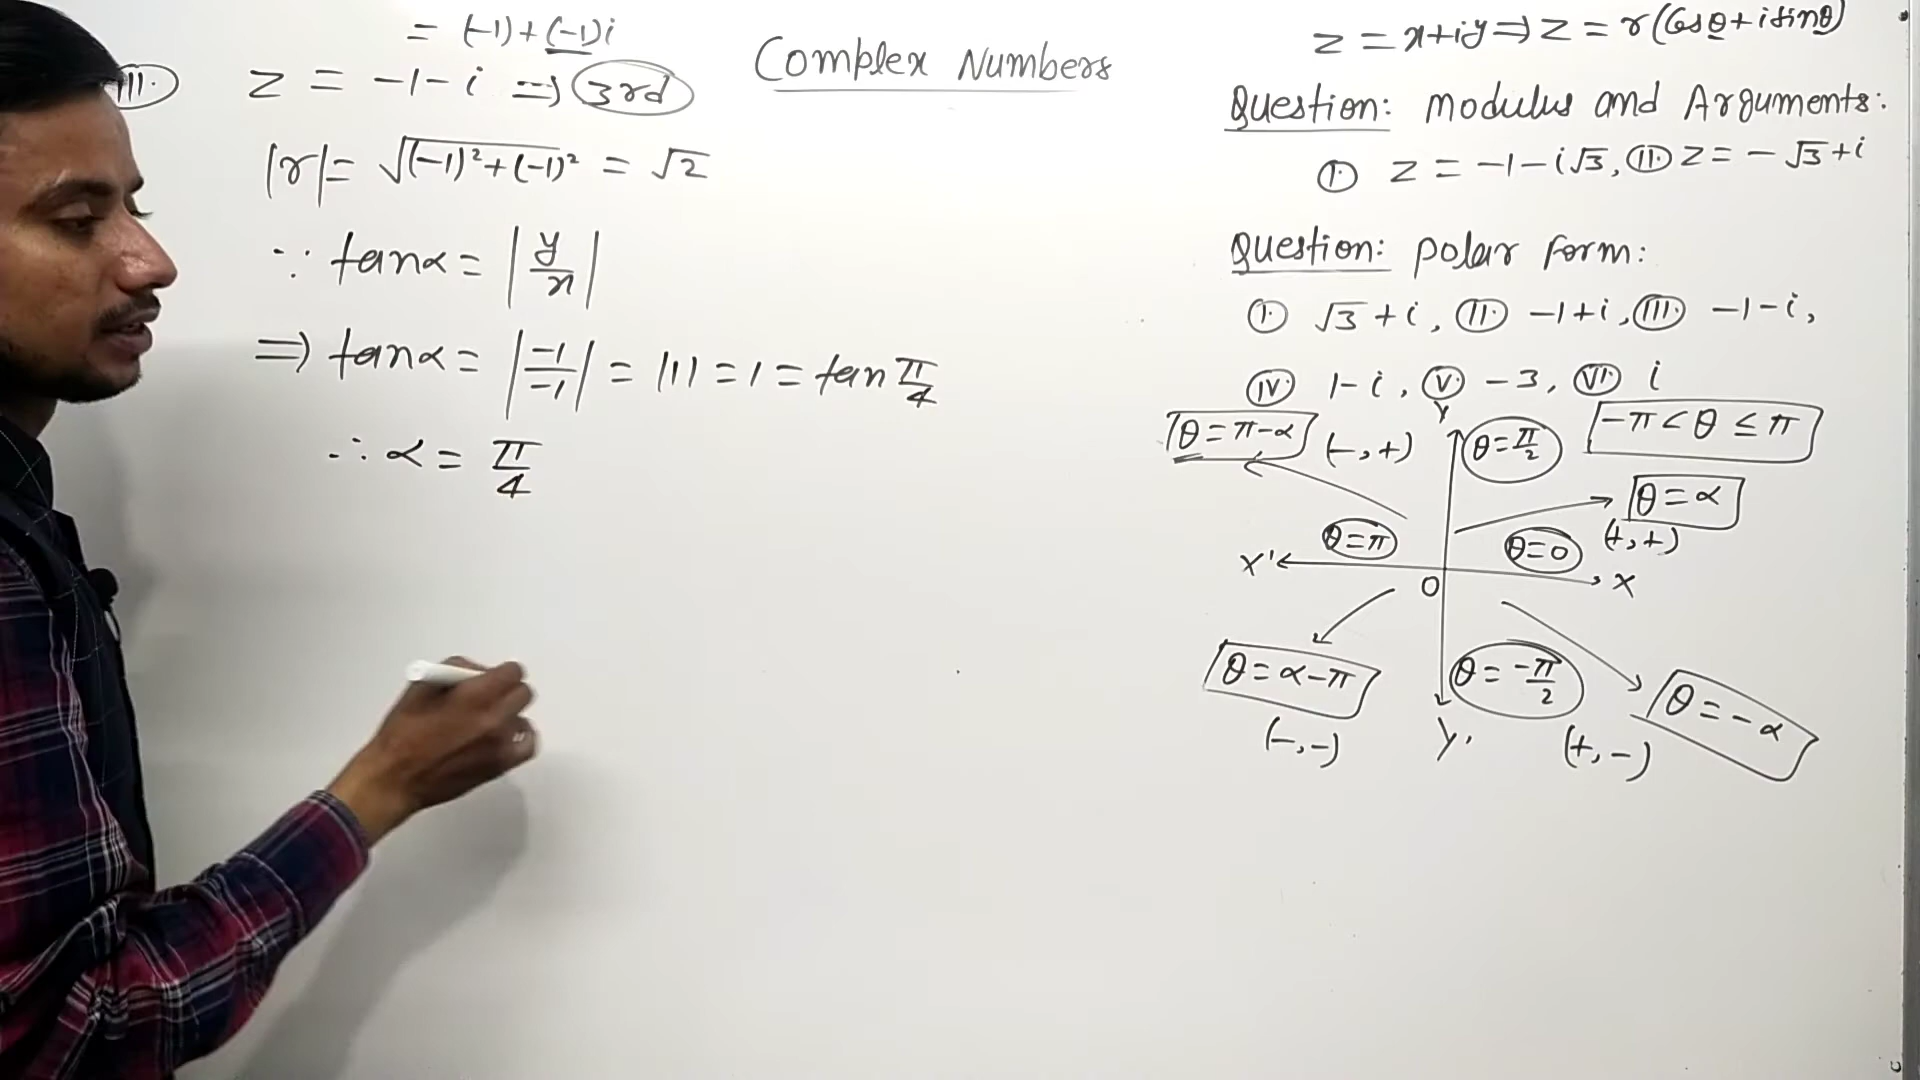 Complex Numbers
= (-1)+(-1)i
III. z = -1-i ⇒ 3rd
|r| = √((-1)²+(-1)²) = √2
∵ tanα = |y/x|
⇒ tanα = |-1/-1| = |1| = 1 = tan π/4
∴ α = π/4
z = x+iy ⇒ z = r(Cosθ+isinθ)
Question: Modulus and Arguments:
I. z = -1-i√3, II. z = -√3+i
Question: Polar Form:
I. √3+i, II. -1+i, III. -1-i,
IV. 1-i, V. -3, VI. i
θ = π-α (-,+) Y θ = π/2 -π < θ ≤ π
θ = α
θ = π θ = 0 (+,+)
X' O X
θ = α-π θ = -π/2 θ = -α
(-,-) Y' (+,-)